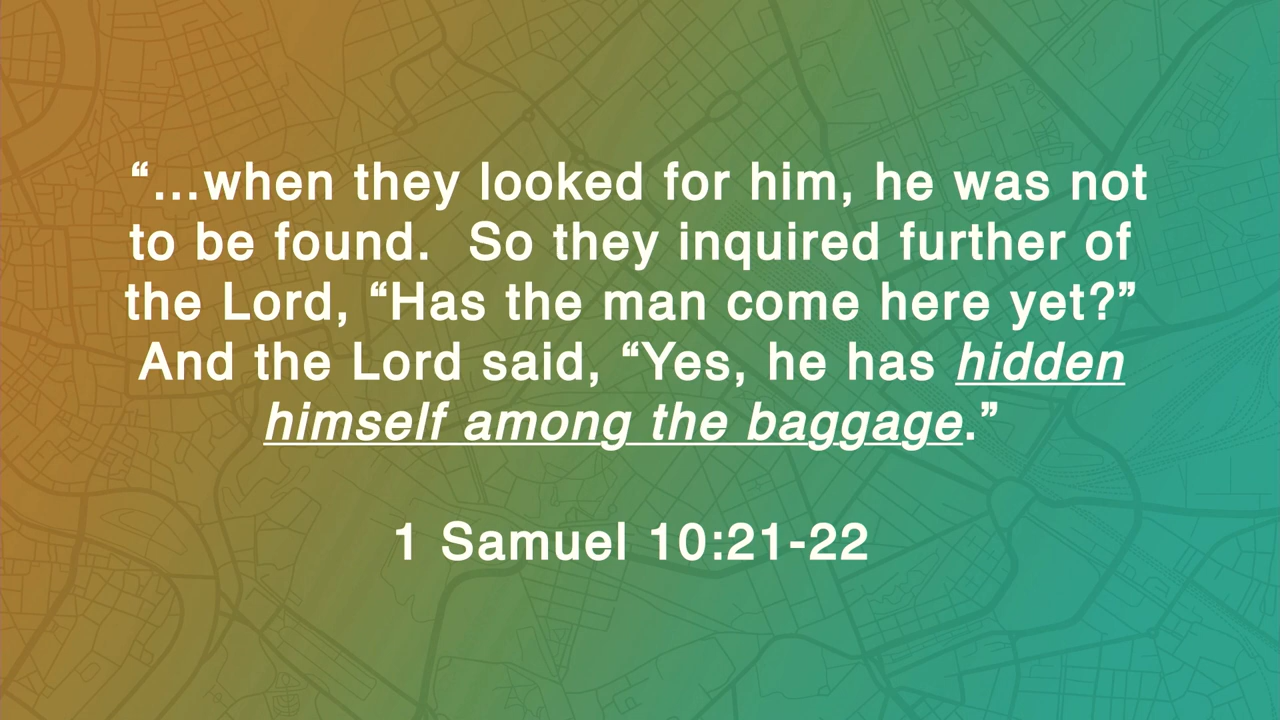 “...when they looked for him, he was not
to be found.  So they inquired further of
the Lord, “Has the man come here yet?”
And the Lord said, “Yes, he has hidden
himself among the baggage.”
1 Samuel 10:21-22